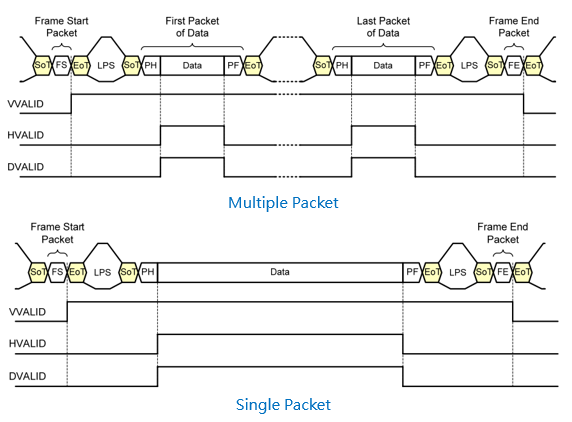 Frame Start
Packet
First Packet
of Data
Last Packet
of Data
Frame End
Packet
SoT FS EoT LPS SoT PH Data PF EoT SoT PH Data PF EoT LPS SoT FE EoT
VVALID
HVALID
DVALID
Multiple Packet
Frame Start
Packet
Frame End
Packet
SoT FS EoT LPS SoT PH Data PF EoT LPS SoT FE EoT
VVALID
HVALID
DVALID
Single Packet